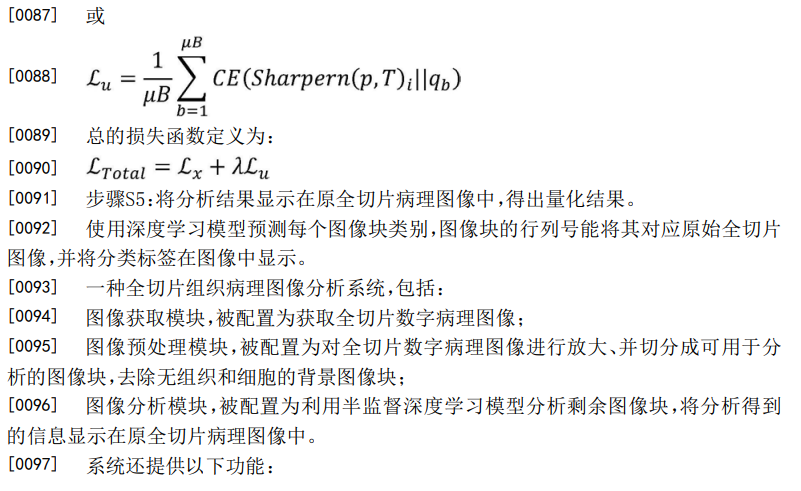 [0087] 或
[0088] ℒ_u = \frac{1}{μB} \sum_{b=1}^{μB} CE(Sharpern(p,T)_i||q_b)
[0089] 总的损失函数定义为:
[0090] ℒ_{Total} = ℒ_x + λℒ_u
[0091] 步骤S5:将分析结果显示在原全切片病理图像中,得出量化结果。
[0092] 使用深度学习模型预测每个图像块类别,图像块的行列号能将其对应原始全切片
图像,并将分类标签在图像中显示。
[0093] 一种全切片组织病理图像分析系统,包括:
[0094] 图像获取模块,被配置为获取全切片数字病理图像;
[0095] 图像预处理模块,被配置为对全切片数字病理图像进行放大、并切分成可用于分
析的图像块,去除无组织和细胞的背景图像块;
[0096] 图像分析模块,被配置为利用半监督深度学习模型分析剩余图像块,将分析得到
的信息显示在原全切片病理图像中。
[0097] 系统还提供以下功能: